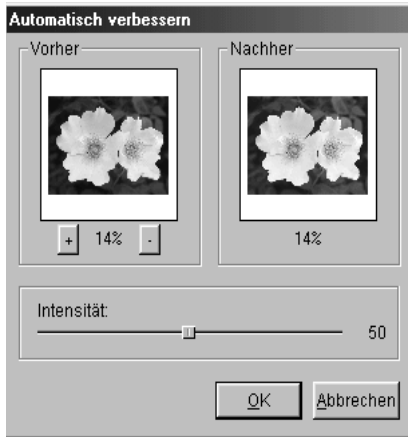 Automatisch verbessern
Vorher
Nachher
+ 14% -
14%
Intensität:
50
OK
Abbrechen